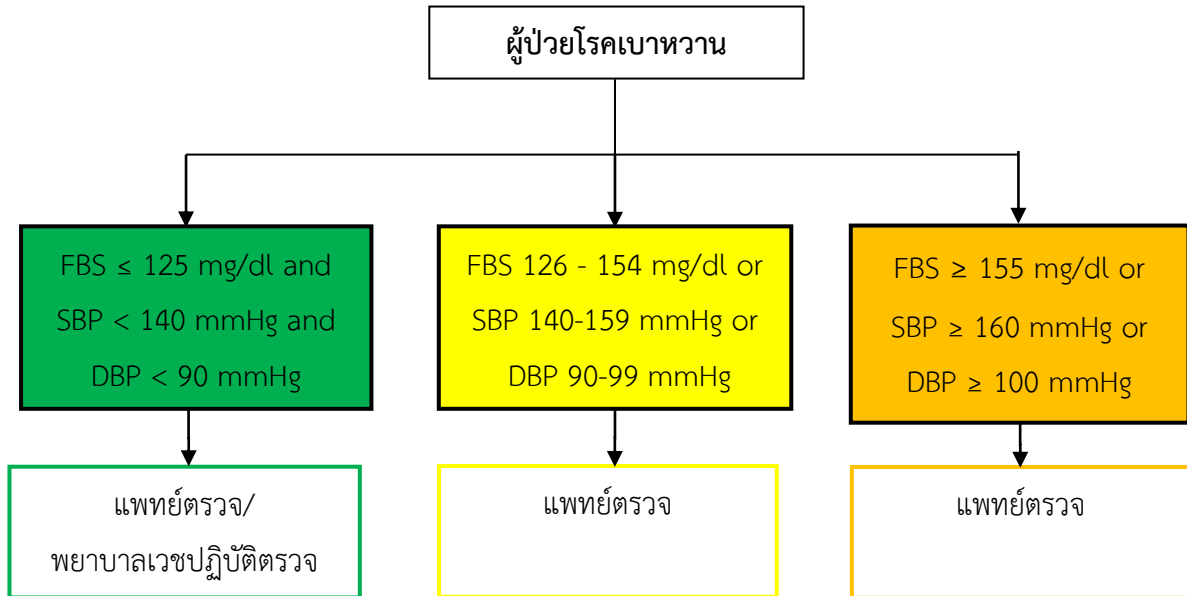 ผู้ป่วยโรคเบาหวาน
FBS ≤ 125 mg/dl and
SBP < 140 mmHg and
DBP < 90 mmHg
FBS 126 - 154 mg/dl or
SBP 140-159 mmHg or
DBP 90-99 mmHg
FBS ≥ 155 mg/dl or
SBP ≥ 160 mmHg or
DBP ≥ 100 mmHg
แพทย์ตรวจ/
พยาบาลเวชปฏิบัติตรวจ
แพทย์ตรวจ
แพทย์ตรวจ